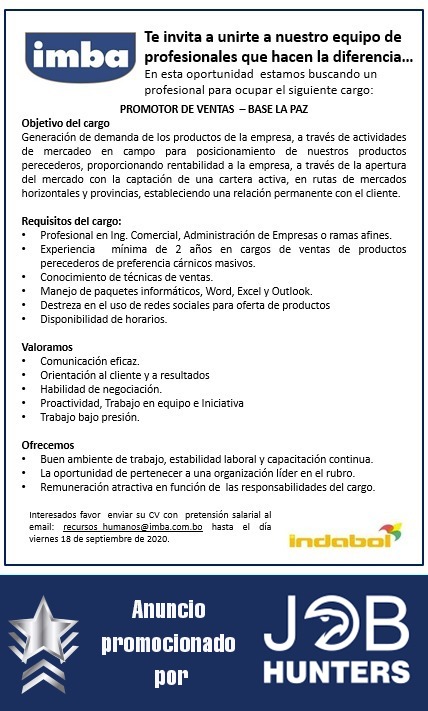 imba
Te invita a unirte a nuestro equipo de
profesionales que hacen la diferencia...
En esta oportunidad estamos buscando un
profesional para ocupar el siguiente cargo:
PROMOTOR DE VENTAS – BASE LA PAZ
Objetivo del cargo
Generación de demanda de los productos de la empresa, a través de actividades
de mercadeo en campo para posicionamiento de nuestros productos
perecederos, proporcionando rentabilidad a la empresa, a través de la apertura
del mercado con la captación de una cartera activa, en rutas de mercados
horizontales y provincias, estableciendo una relación permanente con el cliente.
Requisitos del cargo:
• Profesional en Ing. Comercial, Administración de Empresas o ramas afines.
• Experiencia mínima de 2 años en cargos de ventas de productos
perecederos de preferencia cárnicos masivos.
• Conocimiento de técnicas de ventas.
• Manejo de paquetes informáticos, Word, Excel y Outlook.
• Destreza en el uso de redes sociales para oferta de productos
• Disponibilidad de horarios.
Valoramos
• Comunicación eficaz.
• Orientación al cliente y a resultados
• Habilidad de negociación.
• Proactividad, Trabajo en equipo e Iniciativa
• Trabajo bajo presión.
Ofrecemos
• Buen ambiente de trabajo, estabilidad laboral y capacitación continua.
• La oportunidad de pertenecer a una organización líder en el rubro.
• Remuneración atractiva en función de las responsabilidades del cargo.
Interesados favor enviar su CV con pretensión salarial al
email: recursos_humanos@imba.com.bo hasta el día
viernes 18 de septiembre de 2020.
indabol
Anuncio
promocionado
por
JOB
HUNTERS